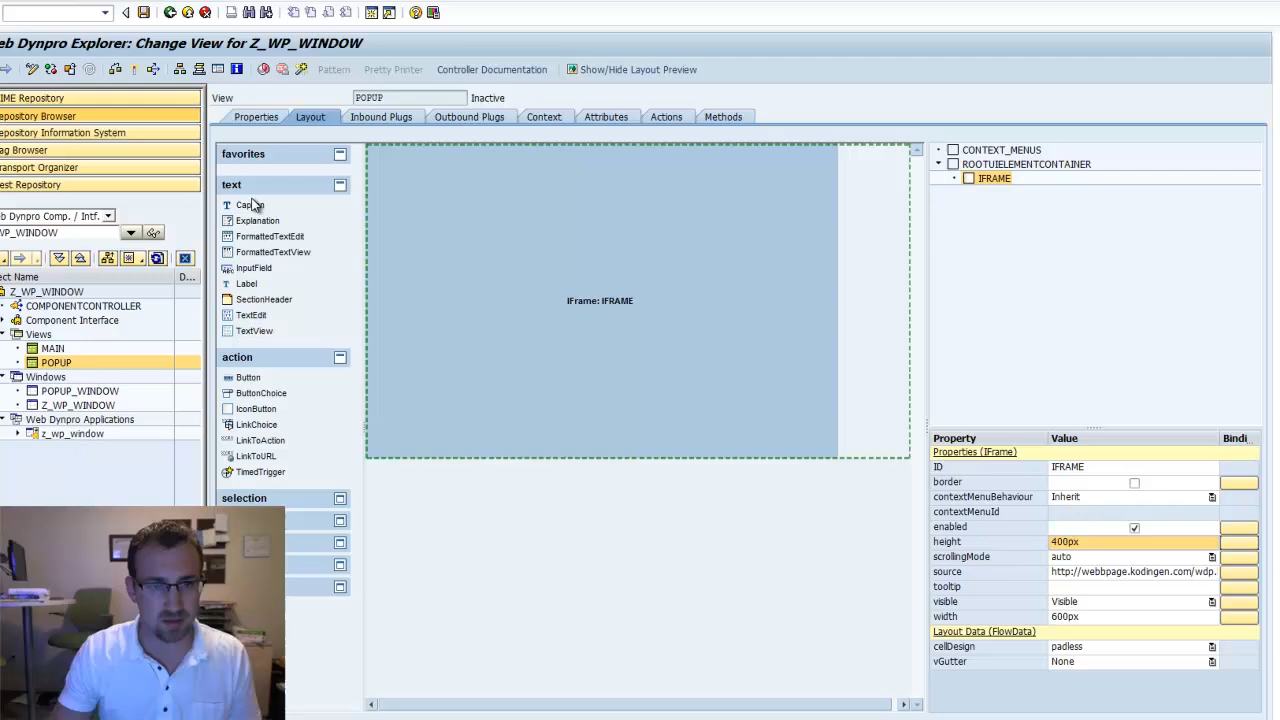 eb Dynpro Explorer: Change View for Z_WP_WINDOW
Pattern Pretty Printer Controller Documentation Show/Hide Layout Preview
IME Repository
epository Browser
epository Information System
ag Browser
ransport Organizer
est Repository
eb Dynpro Comp. / Intf.
WP_WINDOW
ect Name D...
Z_WP_WINDOW
COMPONENTCONTROLLER
Component Interface
Views
MAIN
POPUP
Windows
POPUP_WINDOW
Z_WP_WINDOW
Web Dynpro Applications
z_wp_window
View POPUP Inactive
Properties Layout Inbound Plugs Outbound Plugs Context Attributes Actions Methods
favorites
text
Explanation
FormattedTextEdit
FormattedTextView
InputField
Label
SectionHeader
TextEdit
TextView
action
Button
ButtonChoice
IconButton
LinkChoice
LinkToAction
LinkToURL
TimedTrigger
selection
IFrame: IFRAME
CONTEXT_MENUS
ROOTUIELEMENTCONTAINER
IFRAME
Property Value Bindi...
Properties (IFrame)
ID IFRAME
border
contextMenuBehaviour Inherit
contextMenuId
enabled
height 400px
scrollingMode auto
source http://webbpage.kodingen.com/wdp.
tooltip
visible Visible
width 600px
Layout Data (FlowData)
cellDesign padless
vGutter None